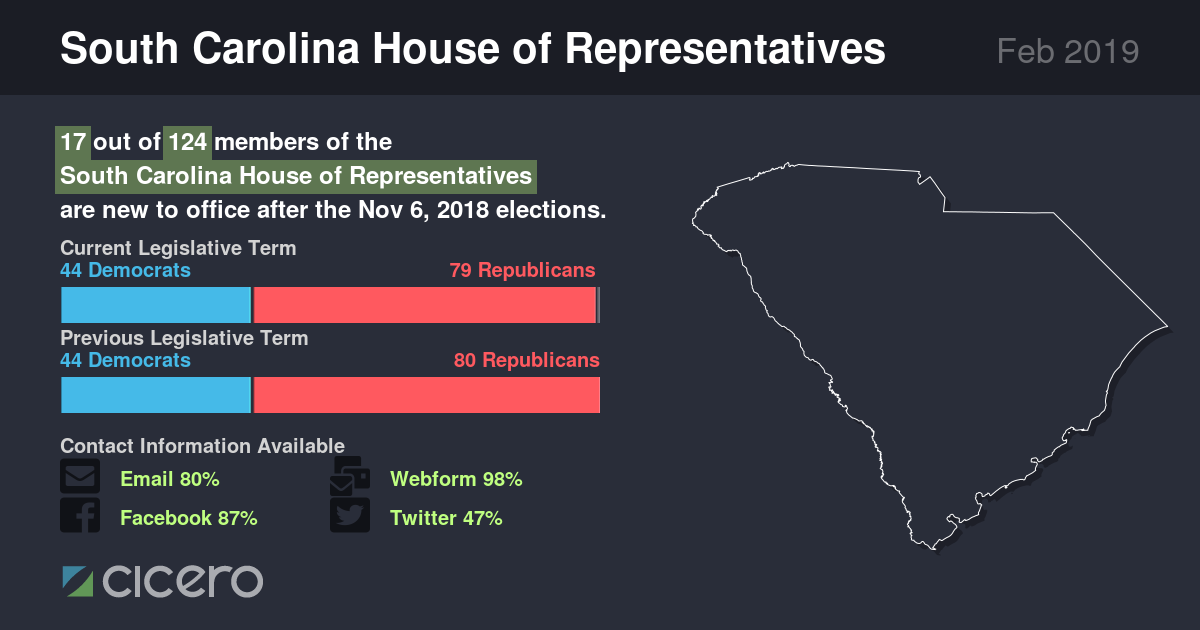 South Carolina House of Representatives
Feb 2019
17 out of 124 members of the
South Carolina House of Representatives
are new to office after the Nov 6, 2018 elections.
Current Legislative Term
44 Democrats 79 Republicans
Previous Legislative Term
44 Democrats 80 Republicans
Contact Information Available
Email 80% Webform 98%
Facebook 87% Twitter 47%
cicero